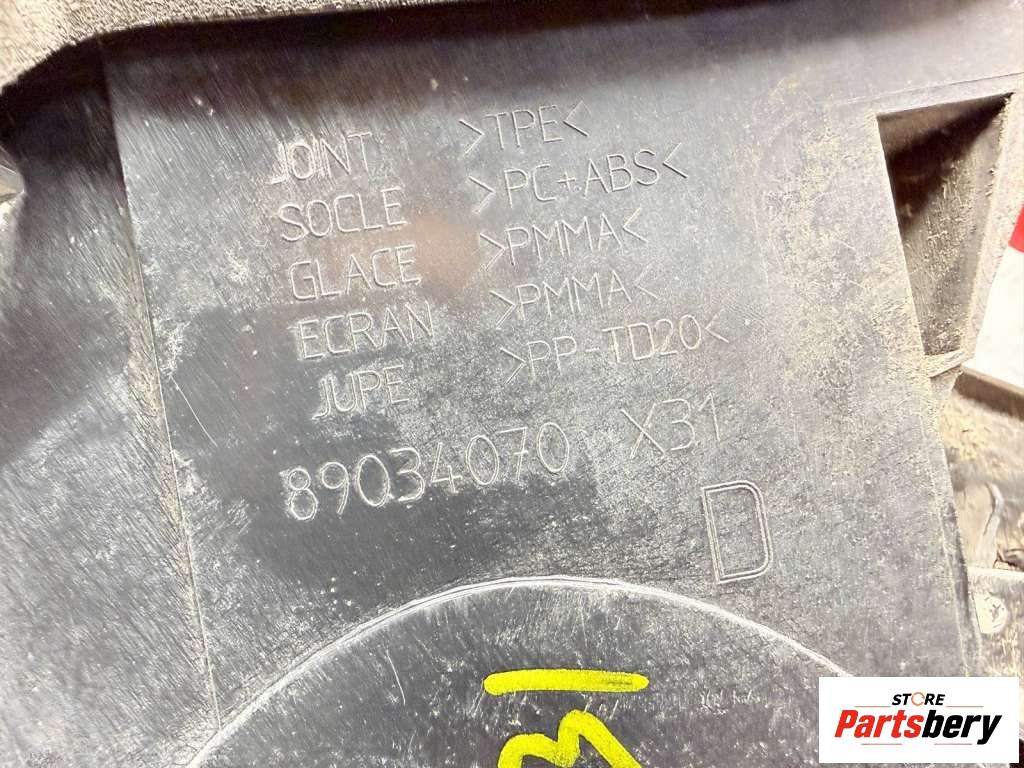 JOINT >TPE<
SOCLE >PC+ABS<
GLACE >PMMA<
ECRAN >PMMA<
JUPE >PP-TD20<
89034070 X31
D
STORE
Partsbery